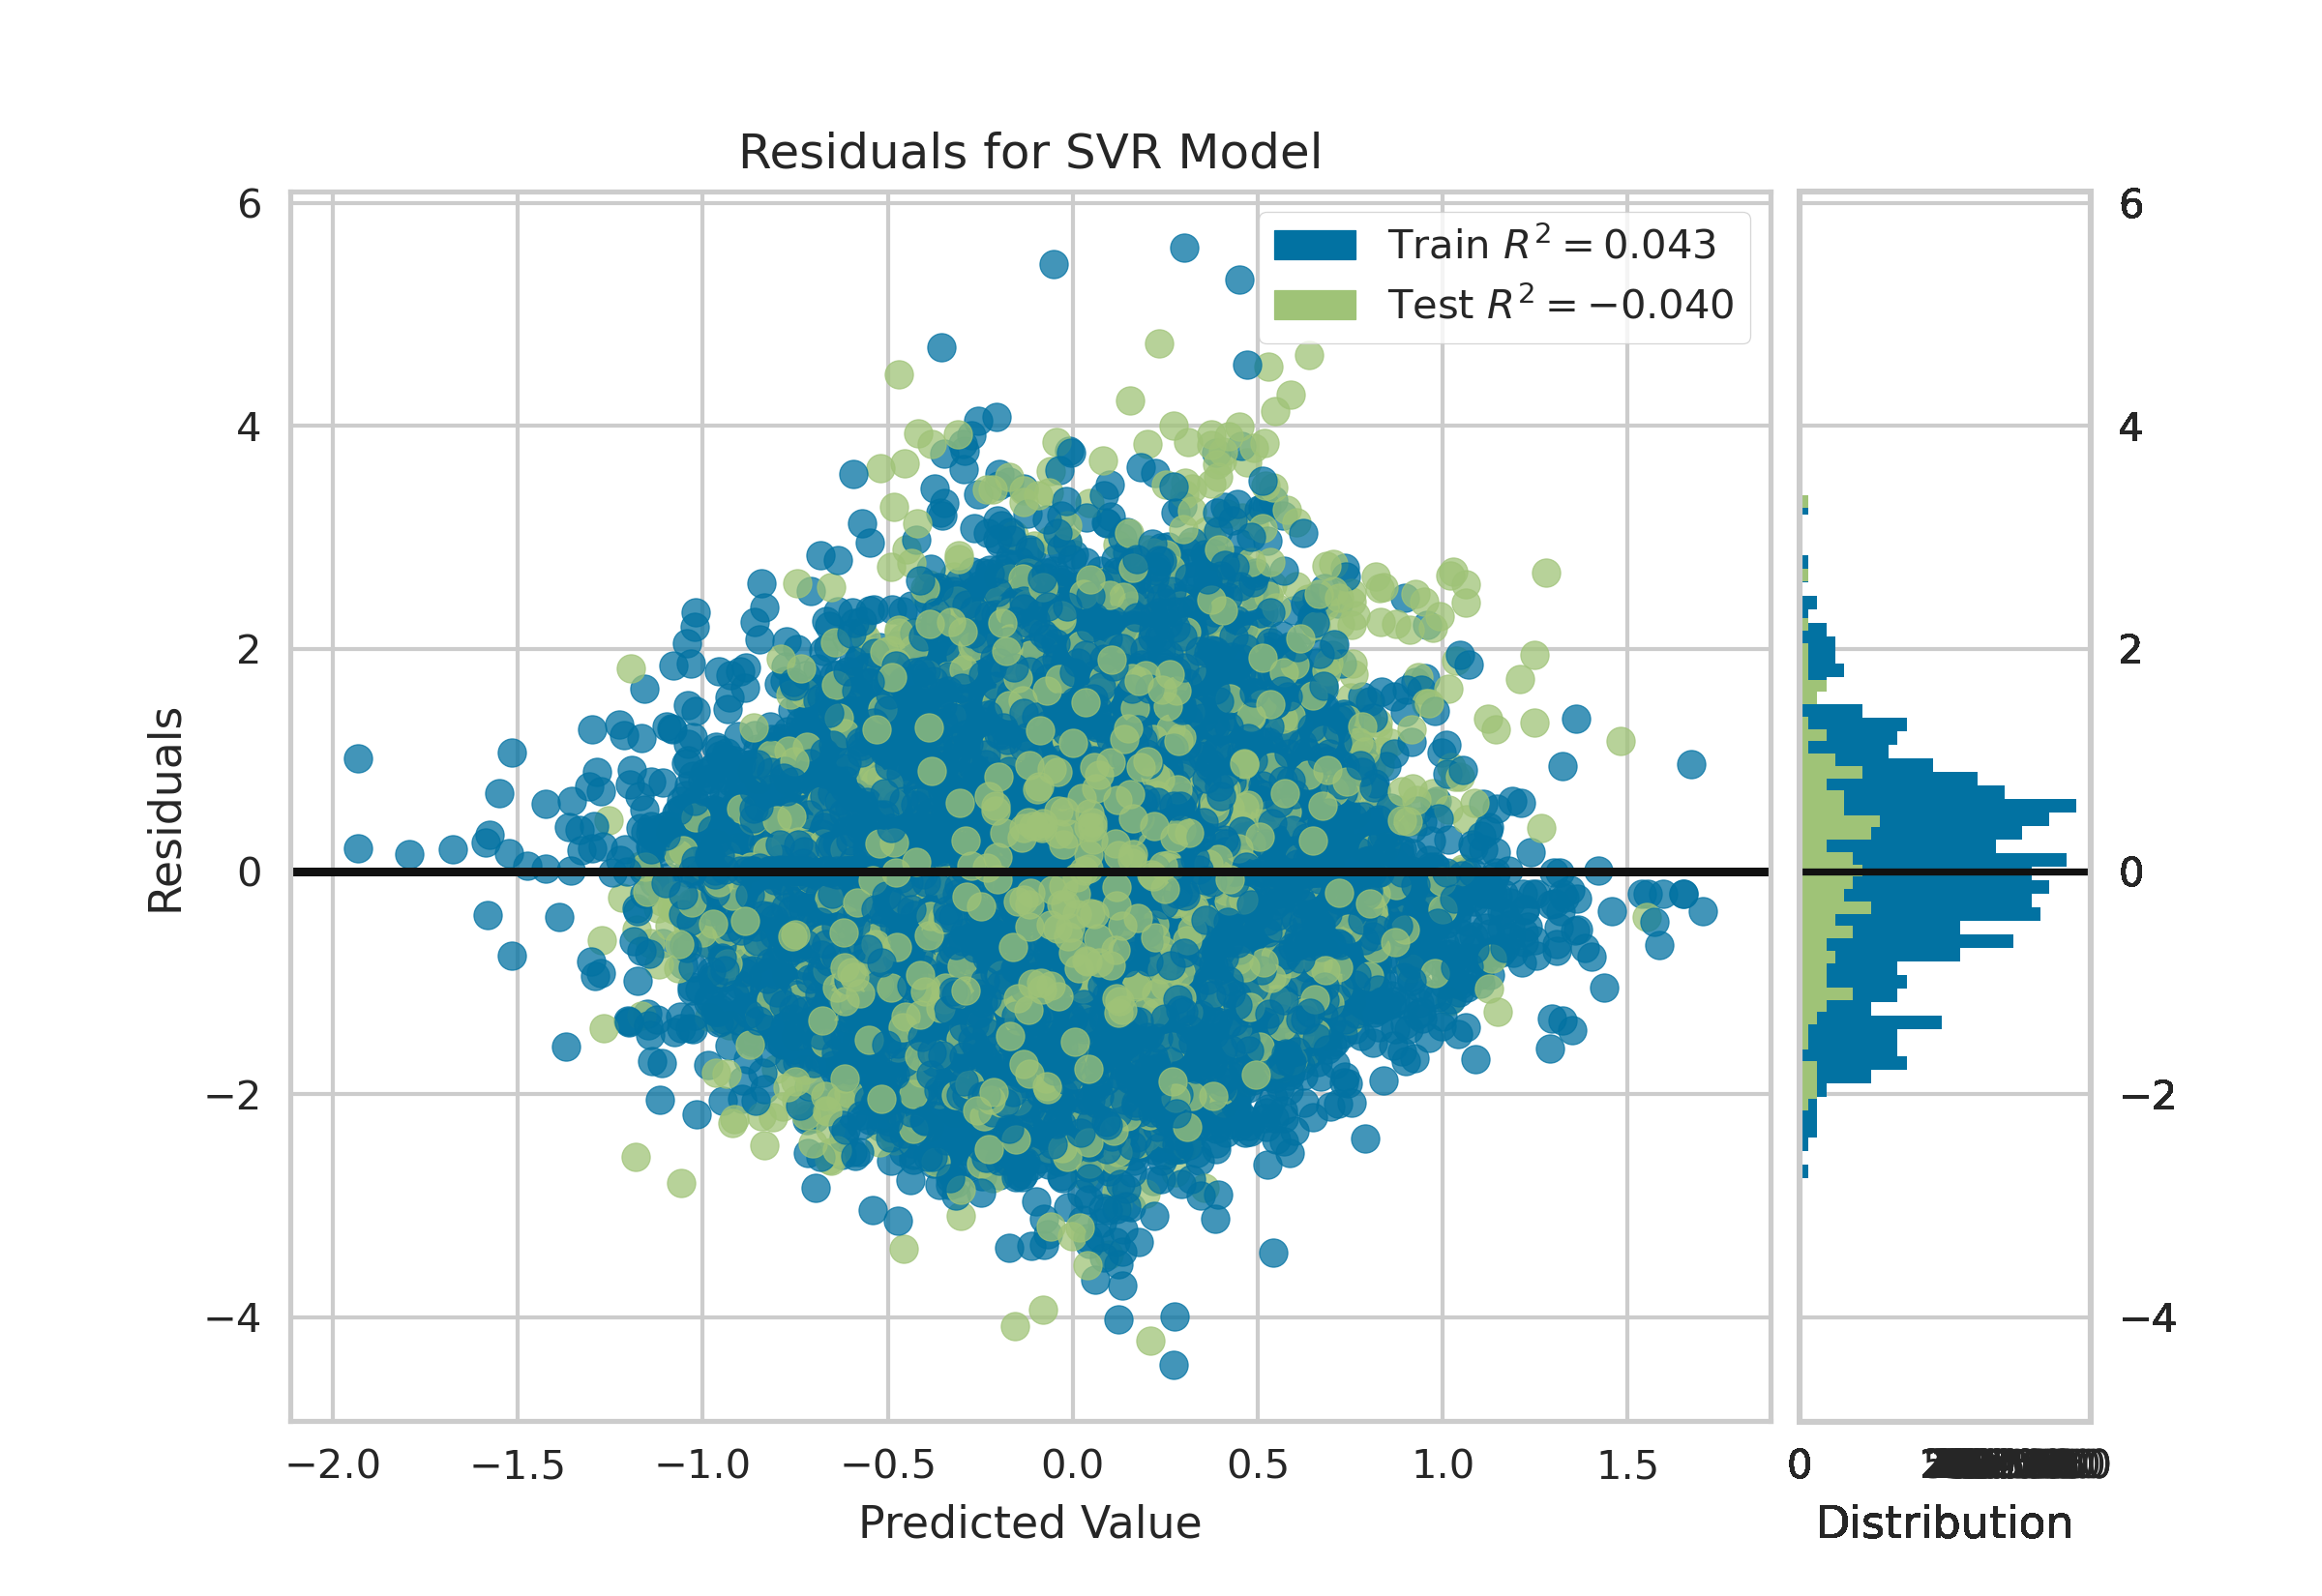 Residuals for SVR Model
Train R² = 0.043
Test R² = −0.040
Residuals
6
4
2
0
−2
−4
6
4
2
0
−2
−4
−2.0 −1.5 −1.0 −0.5 0.0 0.5 1.0 1.5
0
Predicted Value
Distribution